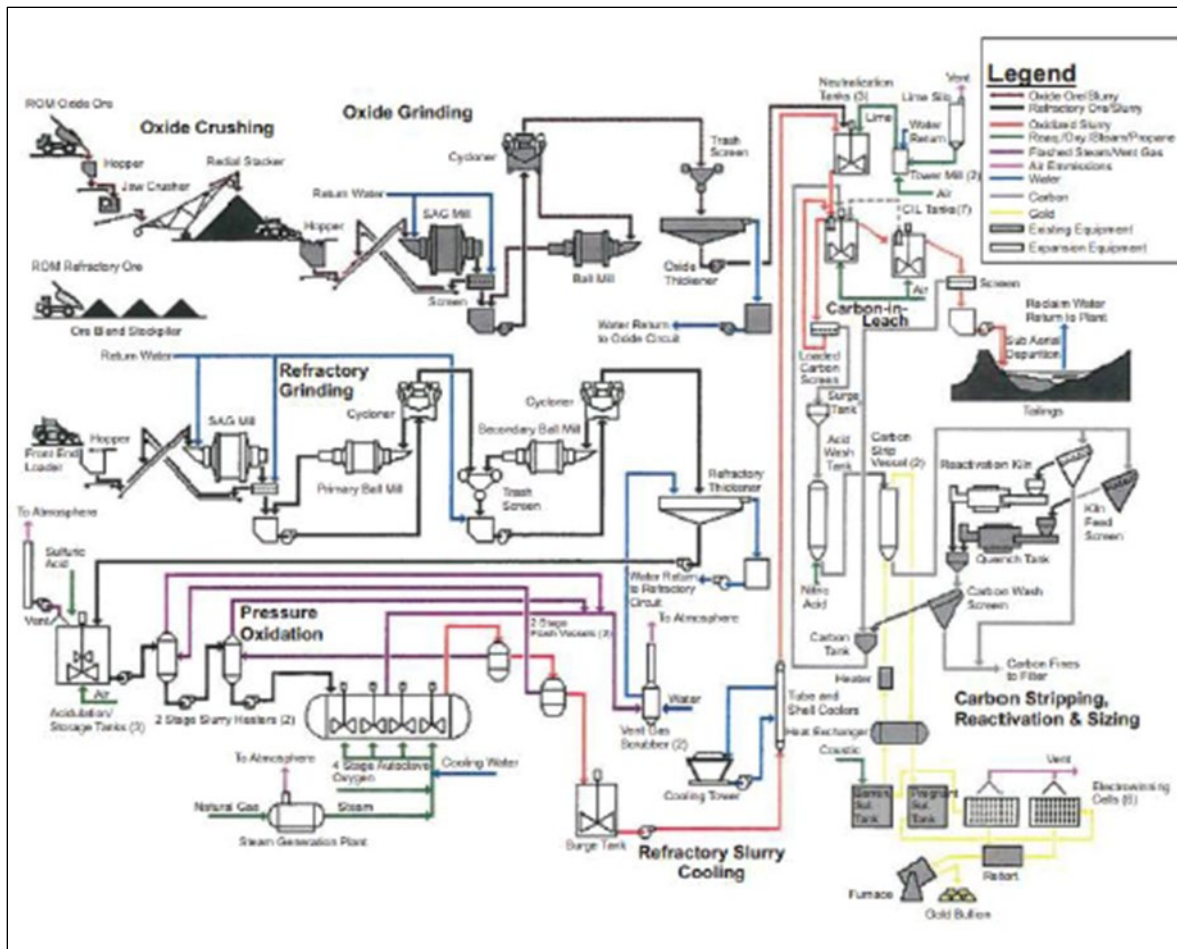 ROM Oxide Ore
Oxide Crushing
Hopper
Jaw Crusher
Radial Stacker
Hopper
ROM Refractory Ore
Ore Blend Stockpiles
Oxide Grinding
Return Water
SAG Mill
Screen
Cyclone
Ball Mill
Trash
Screen
Oxide
Thickener
Water Return
to Oxide Circuit
Neutralization
Tanks (3)
Lime
Water
Return
Vent
Lime Silo
Tower Mill (2)
Air
CIL Tanks (7)
Air
Carbon-in-
Leach
Screen
Loaded
Carbon
Screen
Reclaim Water
Return to Plant
Sub Aerial
Tailings
Legend
Oxide Ore/Slurry
Refractory Ore/Slurry
Oxidized Slurry
Reag./Oxy./Steam/Propane
Flashed Steam/Vent Gas
Air Emmissions
Water
Carbon
Gold
Existing Equipment
Expansion Equipment
Return Water
Refractory
Grinding
Front End
Loader
Hopper
SAG Mill
Primary Ball Mill
Cyclone
Trash
Screen
Secondary Ball Mill
Cyclone
Refractory
Thickener
Water Return
to Refractory
Circuit
To Atmosphere
Sulfuric
Acid
Vent
Air
Acidulation/
Storage Tanks (3)
Pressure
Oxidation
2 Stage Slurry Heaters (2)
2 Stage
Flash Vessels (2)
4 Stage Autoclave
Oxygen
Cooling Water
To Atmosphere
Natural Gas
Steam
Steam Generation Plant
To Atmosphere
Water
Vent Gas
Scrubber (2)
Surge Tank
Cooling Tower
Tube and
Shell Coolers
Refractory Slurry
Cooling
Surge
Tank
Acid
Wash
Tank
Nitric
Acid
Carbon
Strip
Vessel (2)
Reactivation Kiln
Kiln
Feed
Screen
Quench Tank
Carbon Wash
Screen
Carbon
Tank
Carbon Fines
to Filter
Carbon Stripping,
Reactivation & Sizing
Heater
Heat Exchanger
Caustic
Barren
Sol.
Tank
Pregnant
Sol.
Tank
Vent
Electrowinning
Cells (6)
Retort
Furnace
Gold Bullion